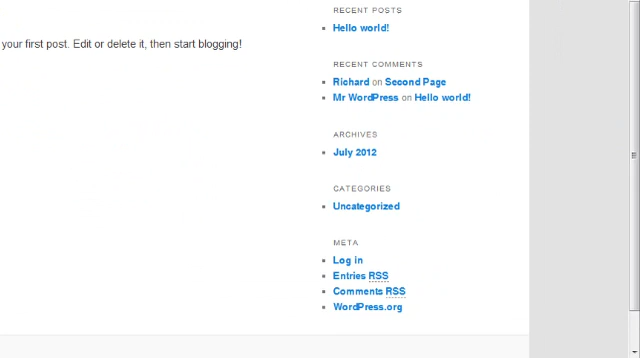 RECENT POSTS
Hello world!
your first post. Edit or delete it, then start blogging!
RECENT COMMENTS
Richard on Second Page
Mr WordPress on Hello world!
ARCHIVES
July 2012
CATEGORIES
Uncategorized
META
Log in
Entries RSS
Comments RSS
WordPress.org